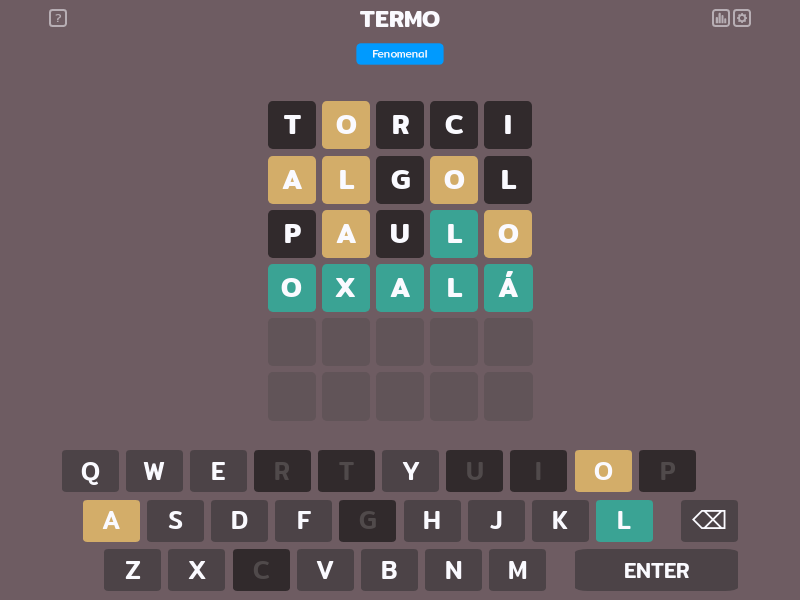 ?
TERMO
Fenomenal
T O R C I
A L G O L
P A U L O
O X A L Á
Q W E R T Y U I O P
A S D F G H J K L
Z X C V B N M ENTER